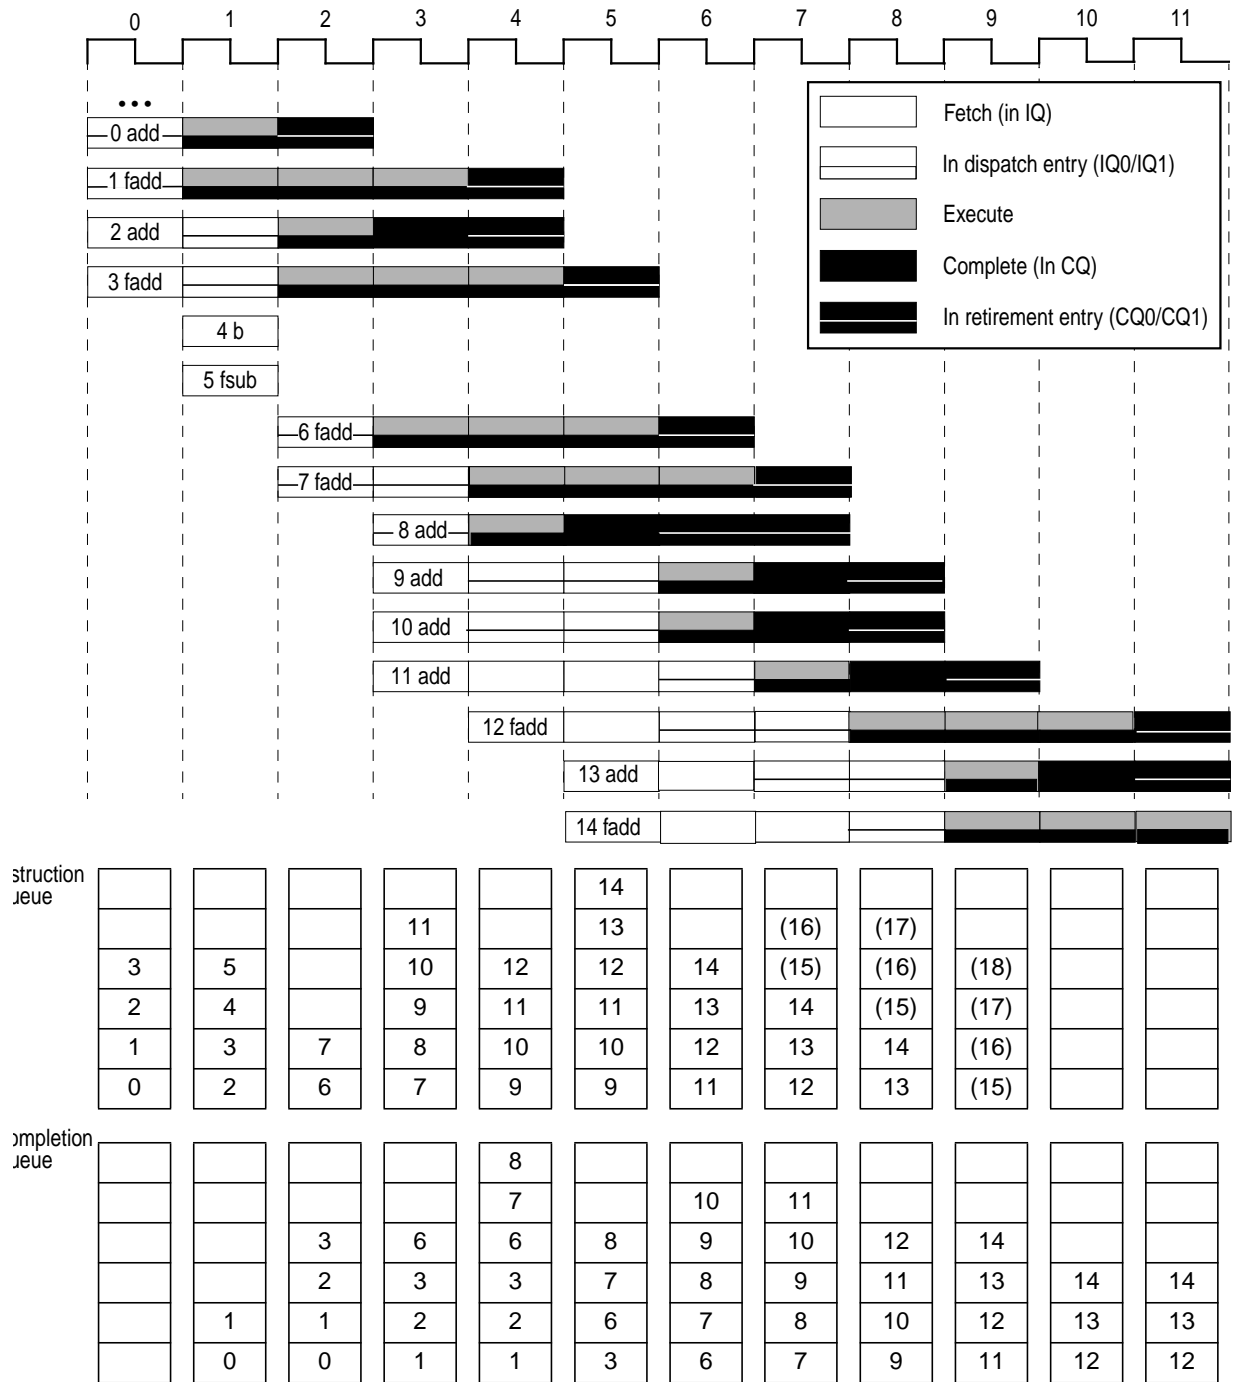 0 1 2 3 4 5 6 7 8 9 10 11
•••
0 add
1 fadd
2 add
3 fadd
4 b
5 fsub
6 fadd
7 fadd
8 add
9 add
10 add
11 add
12 fadd
13 add
14 fadd
Fetch (in IQ)
In dispatch entry (IQ0/IQ1)
Execute
Complete (In CQ)
In retirement entry (CQ0/CQ1)
struction
ueue
14
11 13 (16) (17)
3 5 10 12 12 14 (15) (16) (18)
2 4 9 11 11 13 14 (15) (17)
1 3 7 8 10 10 12 13 14 (16)
0 2 6 7 9 9 11 12 13 (15)
ompletion
ueue
8
7 10 11
3 6 6 8 9 10 12 14
2 3 3 7 8 9 11 13 14 14
1 1 2 2 6 7 8 10 12 13 13
0 0 1 1 3 6 7 9 11 12 12